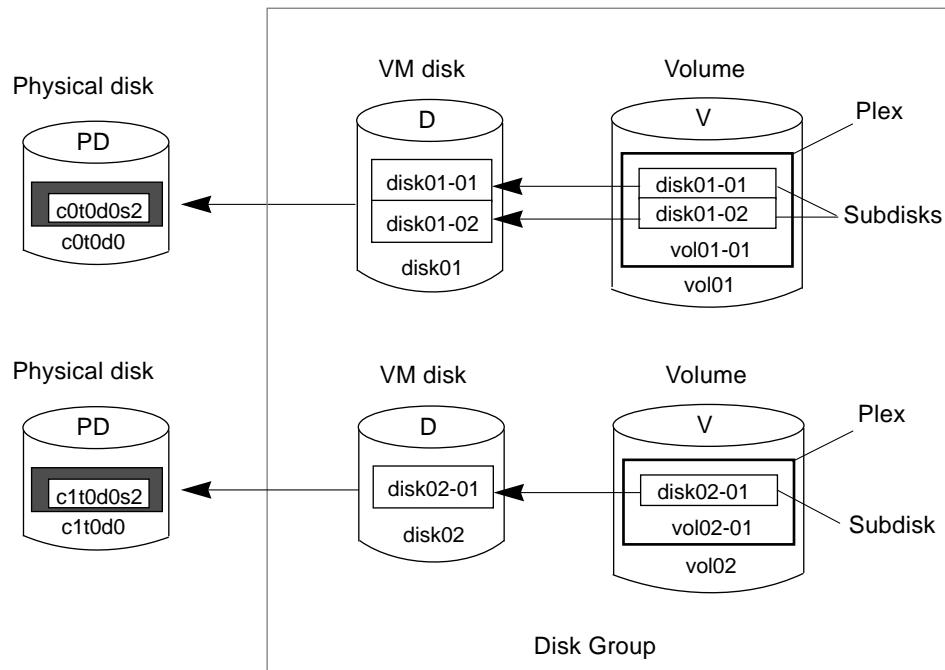 VM disk
Volume
Physical disk
Plex
D
V
PD
disk01-01
disk01-01
c0t0d0s2
disk01-02
disk01-02
Subdisks
c0t0d0
vol01-01
disk01
vol01
Physical disk
VM disk
Volume
Plex
PD
D
V
c1t0d0s2
disk02-01
disk02-01
c1t0d0
disk02
vol02-01
Subdisk
vol02
Disk Group